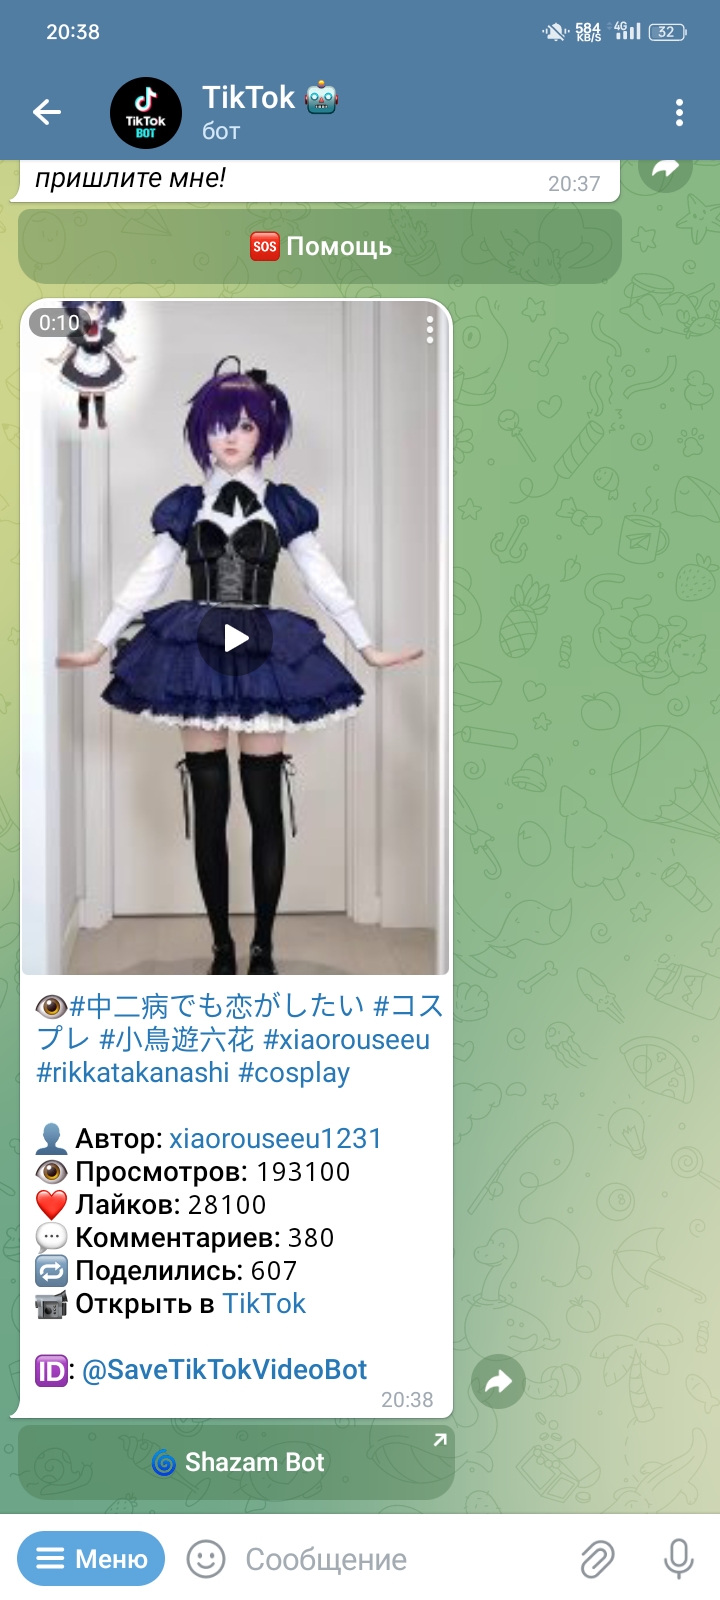 20:38
584
KB/S
4G
32
TikTok
TikTok
BOT
бот
пришлите мне!
20:37
SOS Помощь
0:10
#中二病でも恋がしたい #コス
プレ #小鳥遊六花 #xiaorouseeu
#rikkatakanashi #cosplay
Автор: xiaorouseeu1231
Просмотров: 193100
Лайков: 28100
Комментариев: 380
Поделились: 607
Открыть в TikTok
ID: @SaveTikTokVideoBot
20:38
Shazam Bot
Меню
Сообщение